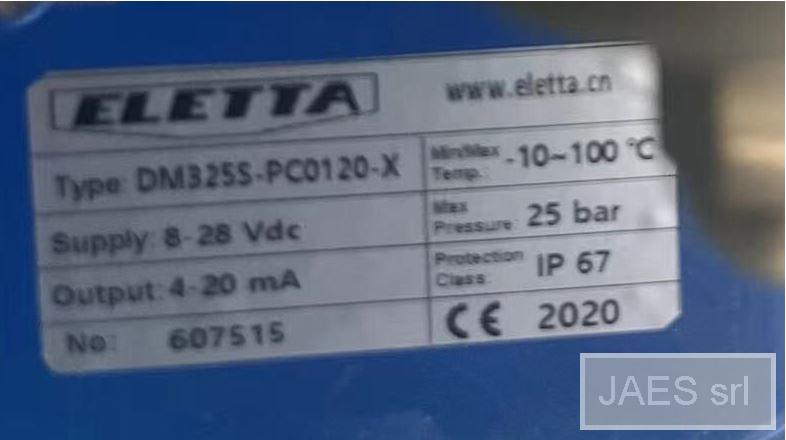 ELETTA
www.eletta.cn
Type: DM325S-PC0120-X
Min/Max Temp.: -10~100 °C
Supply: 8-28 Vdc
Max Pressure: 25 bar
Output: 4-20 mA
Protection Class: IP 67
No: 607515
CE 2020
JAES srl